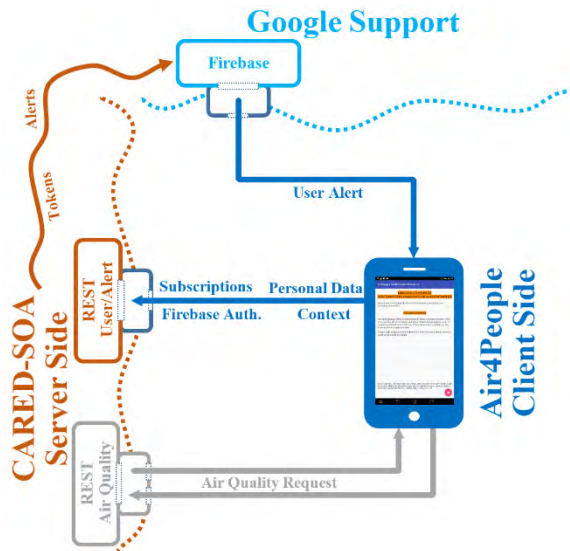 Google Support
Firebase
Alerts
Tokens
User Alert
REST
User/Alert
Subscriptions
Firebase Auth.
Personal Data
Context
CARED-SOA
Server Side
Air4People
Client Side
REST
Air Quality
Air Quality Request